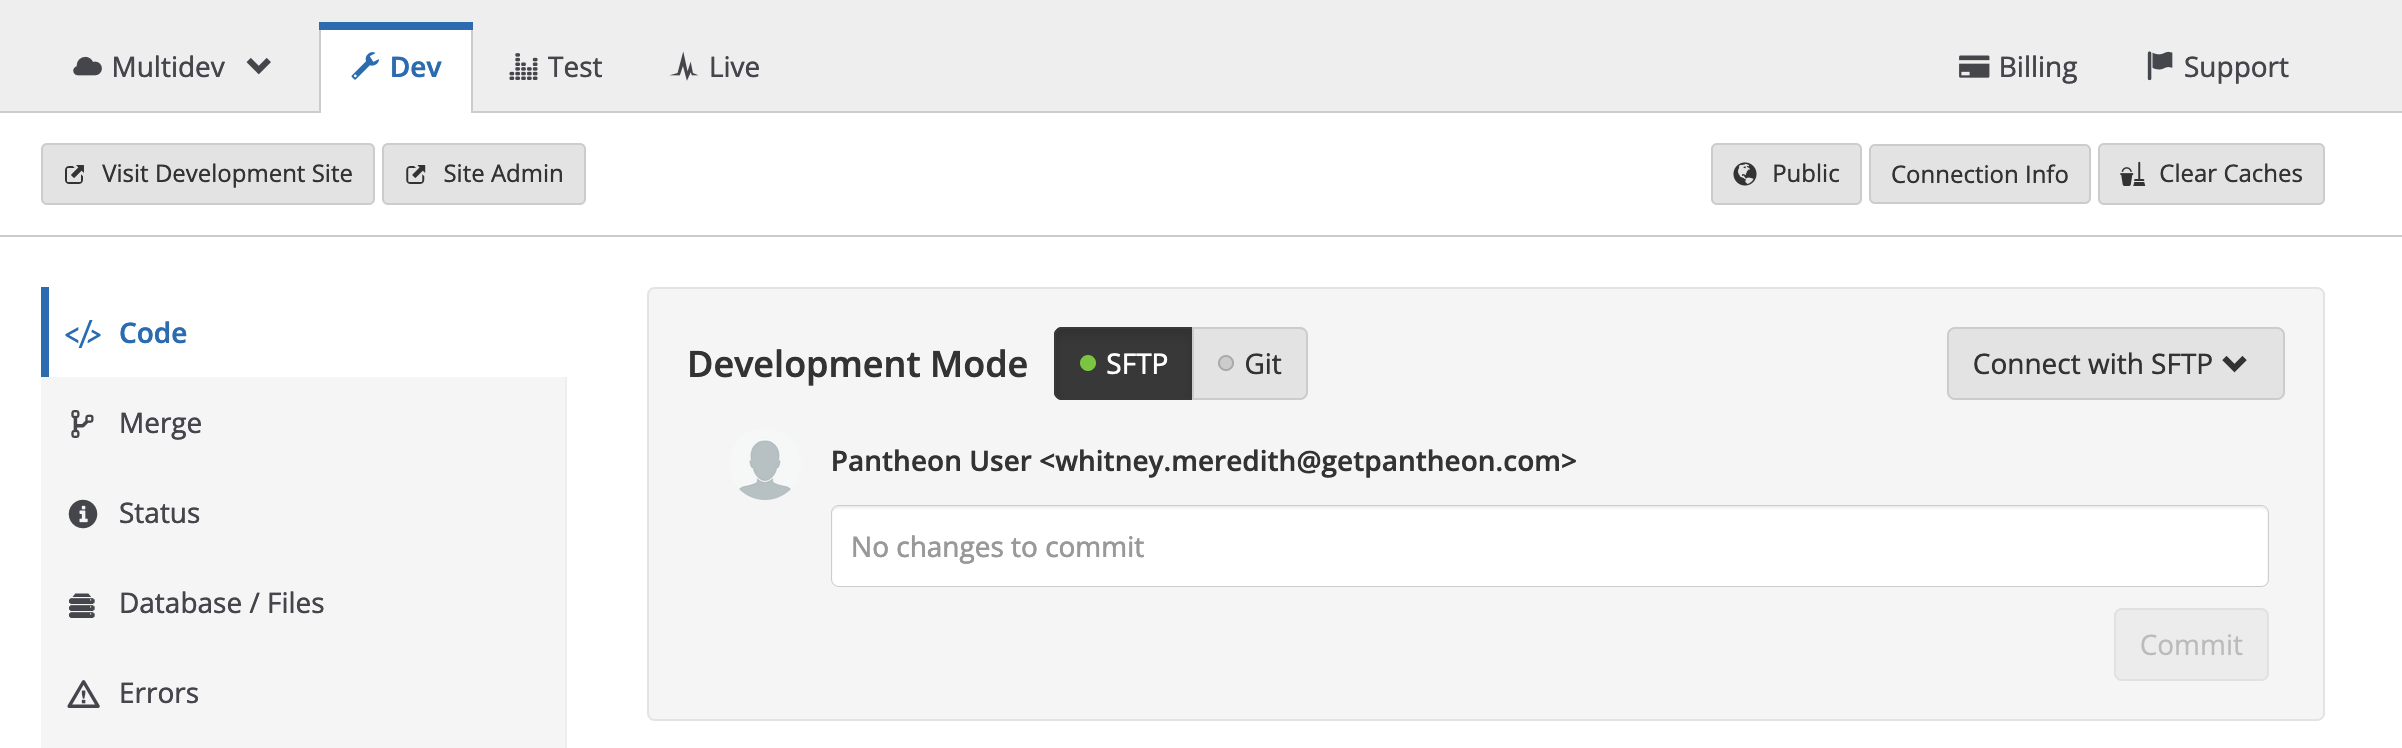 Multidev Dev Test Live Billing Support
Visit Development Site Site Admin Public Connection Info Clear Caches
Code
Merge
Status
Database / Files
Errors
Development Mode SFTP Git Connect with SFTP
Pantheon User <whitney.meredith@getpantheon.com>
No changes to commit
Commit